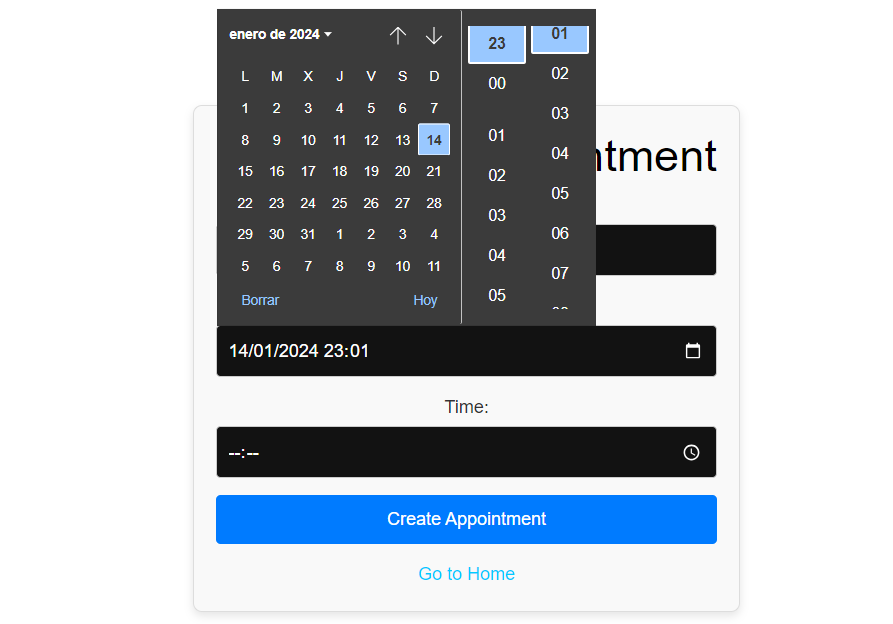 enero de 2024
L M X J V S D
1 2 3 4 5 6 7
8 9 10 11 12 13 14
15 16 17 18 19 20 21
22 23 24 25 26 27 28
29 30 31 1 2 3 4
5 6 7 8 9 10 11
Borrar Hoy
23 01
00 02
01 03
02 04
03 05
04 06
05 07
ntment
14/01/2024 23:01
Time:
--:--
Create Appointment
Go to Home